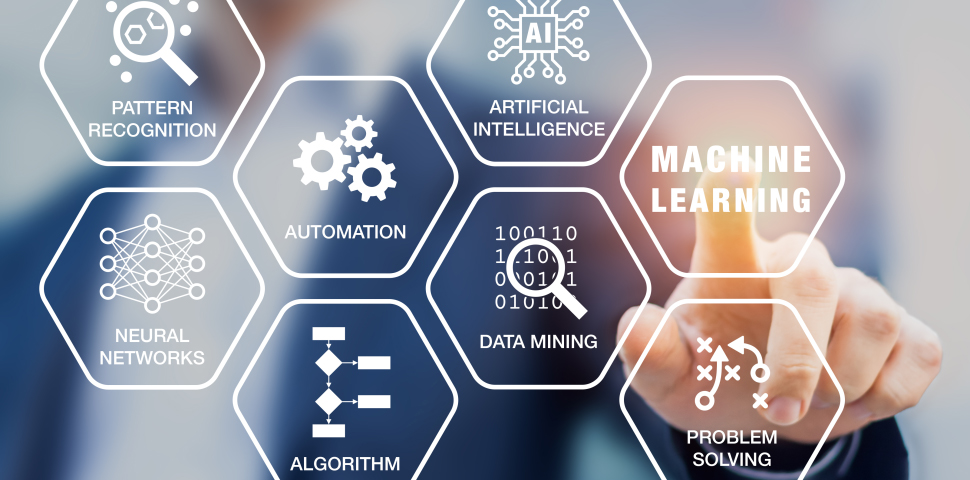 PATTERN
RECOGNITION
AI
ARTIFICIAL
INTELLIGENCE
AUTOMATION
MACHINE
LEARNING
NEURAL
NETWORKS
100110
DATA MINING
ALGORITHM
PROBLEM
SOLVING